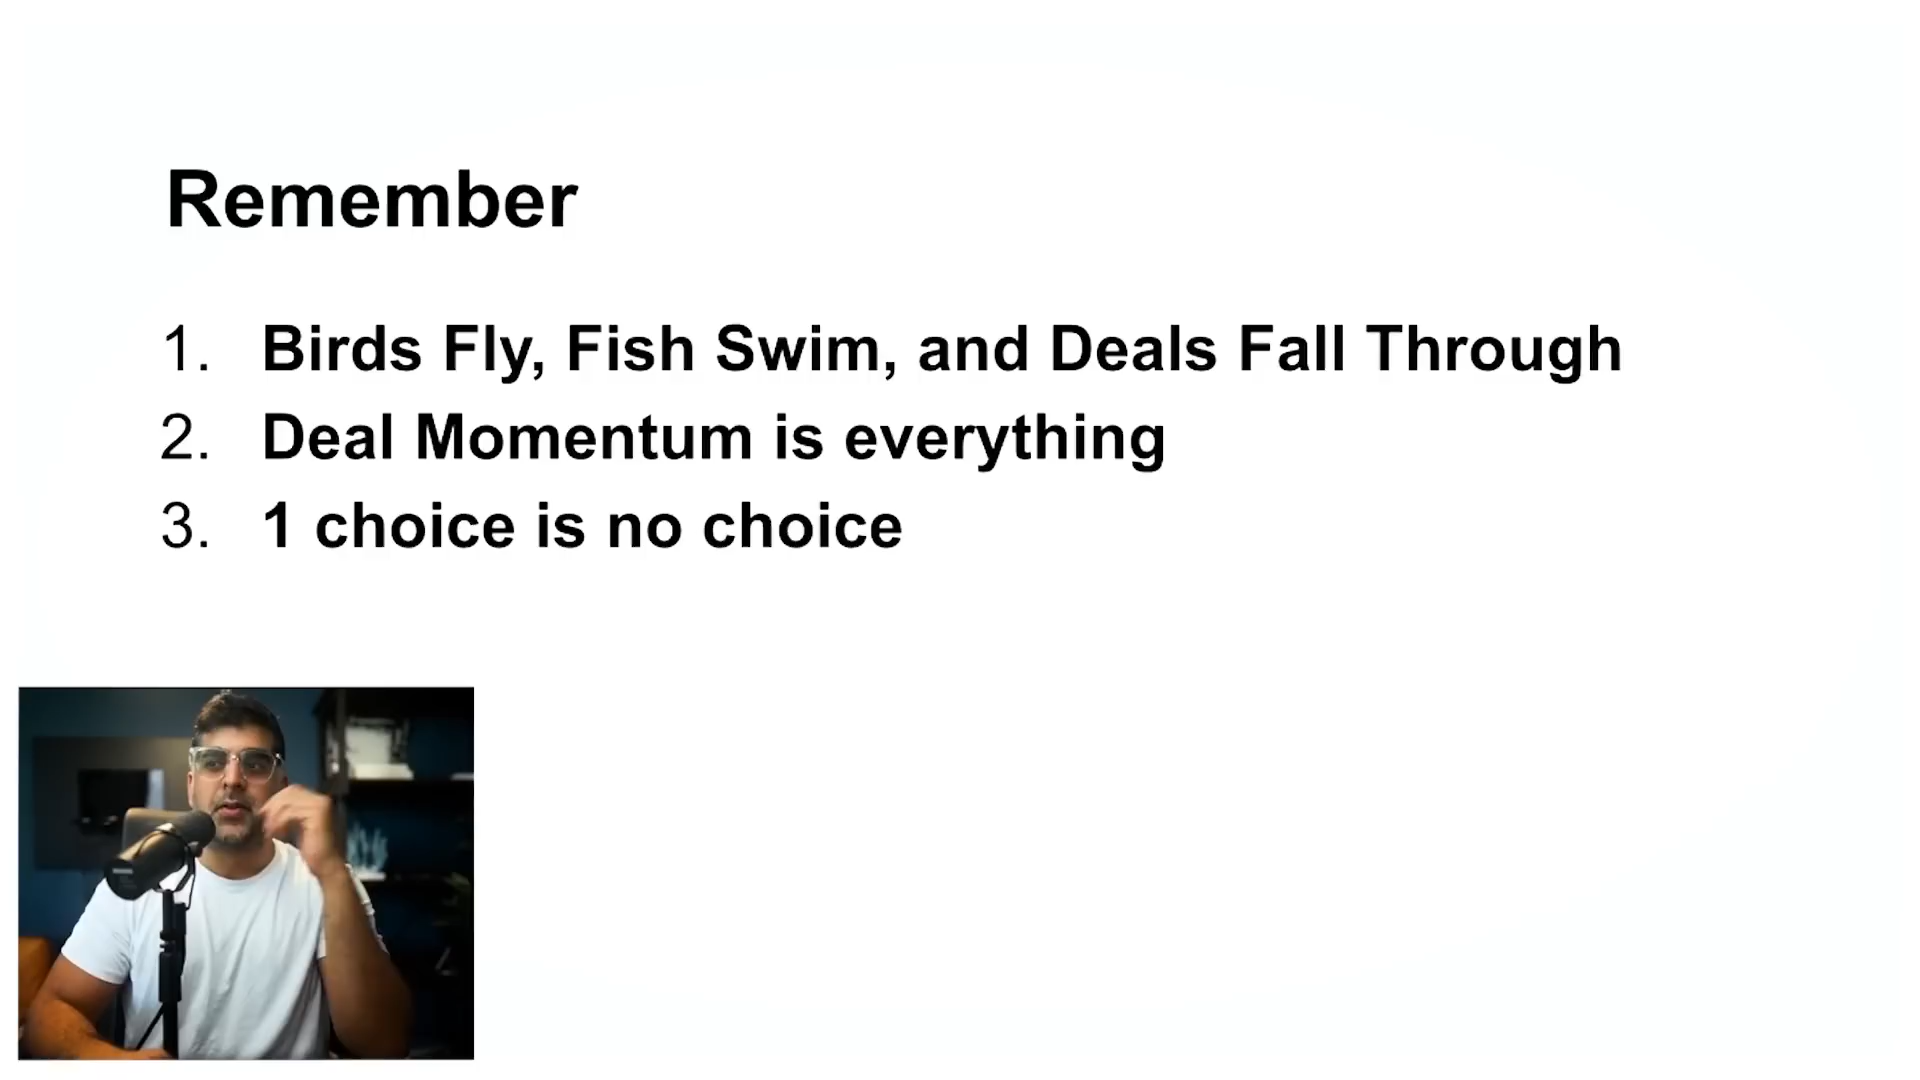 Remember
1. Birds Fly, Fish Swim, and Deals Fall Through
2. Deal Momentum is everything
3. 1 choice is no choice